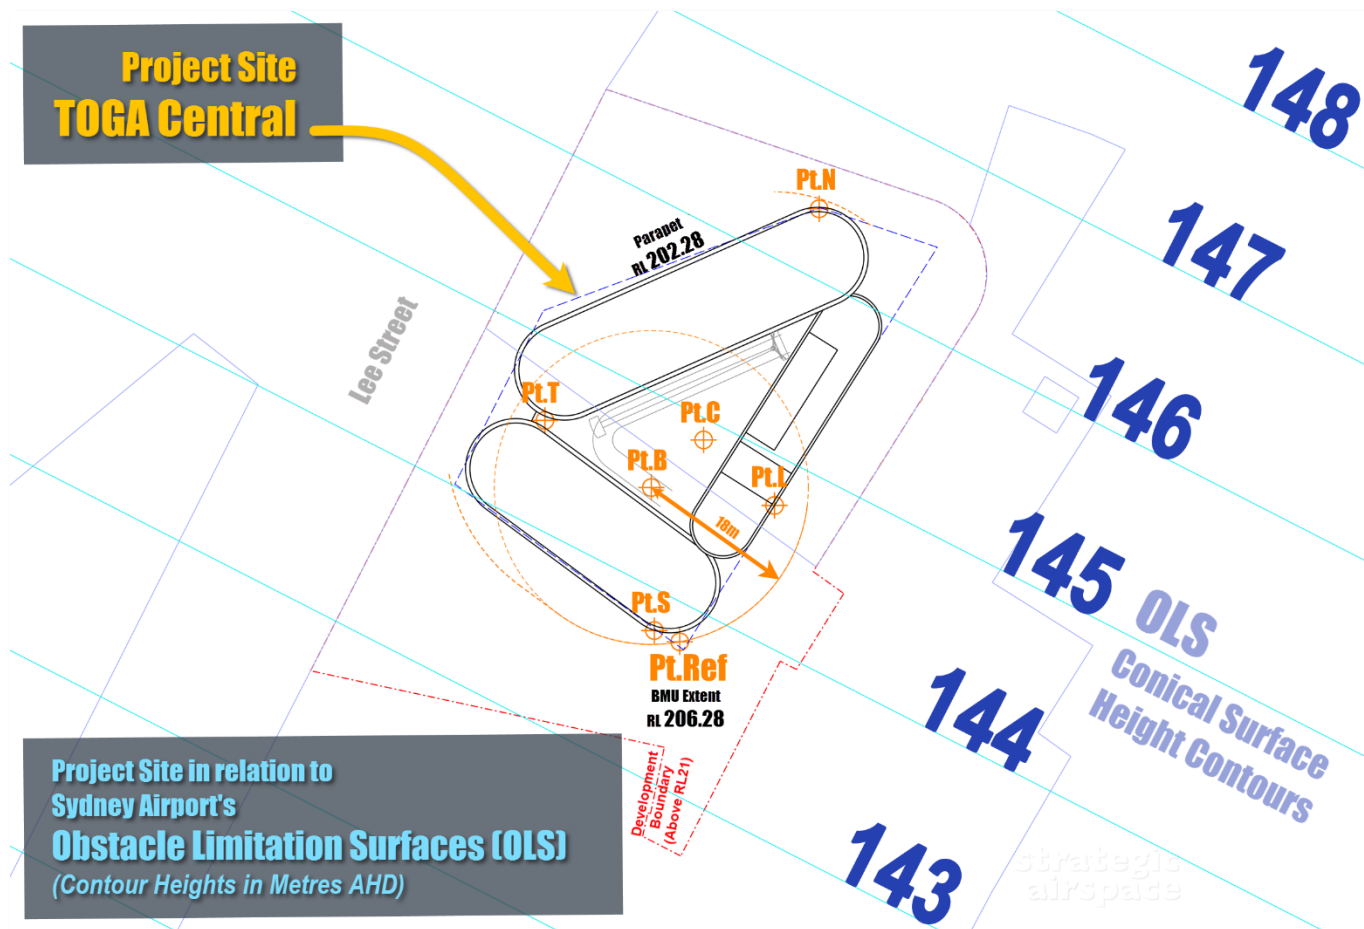 Project Site
TOGA Central
148
147
146
145
144
143
Pt.N
Parapet
RL 202.28
Lee Street
Pt.T
Pt.C
Pt.B
Pt.L
18m
Pt.S
Pt.Ref
BMU Extent
RL 206.28
Development
Boundary
(Above RL21)
OLS
Conical Surface
Height Contours
Project Site in relation to
Sydney Airport's
Obstacle Limitation Surfaces (OLS)
(Contour Heights in Metres AHD)
strategic
airspace